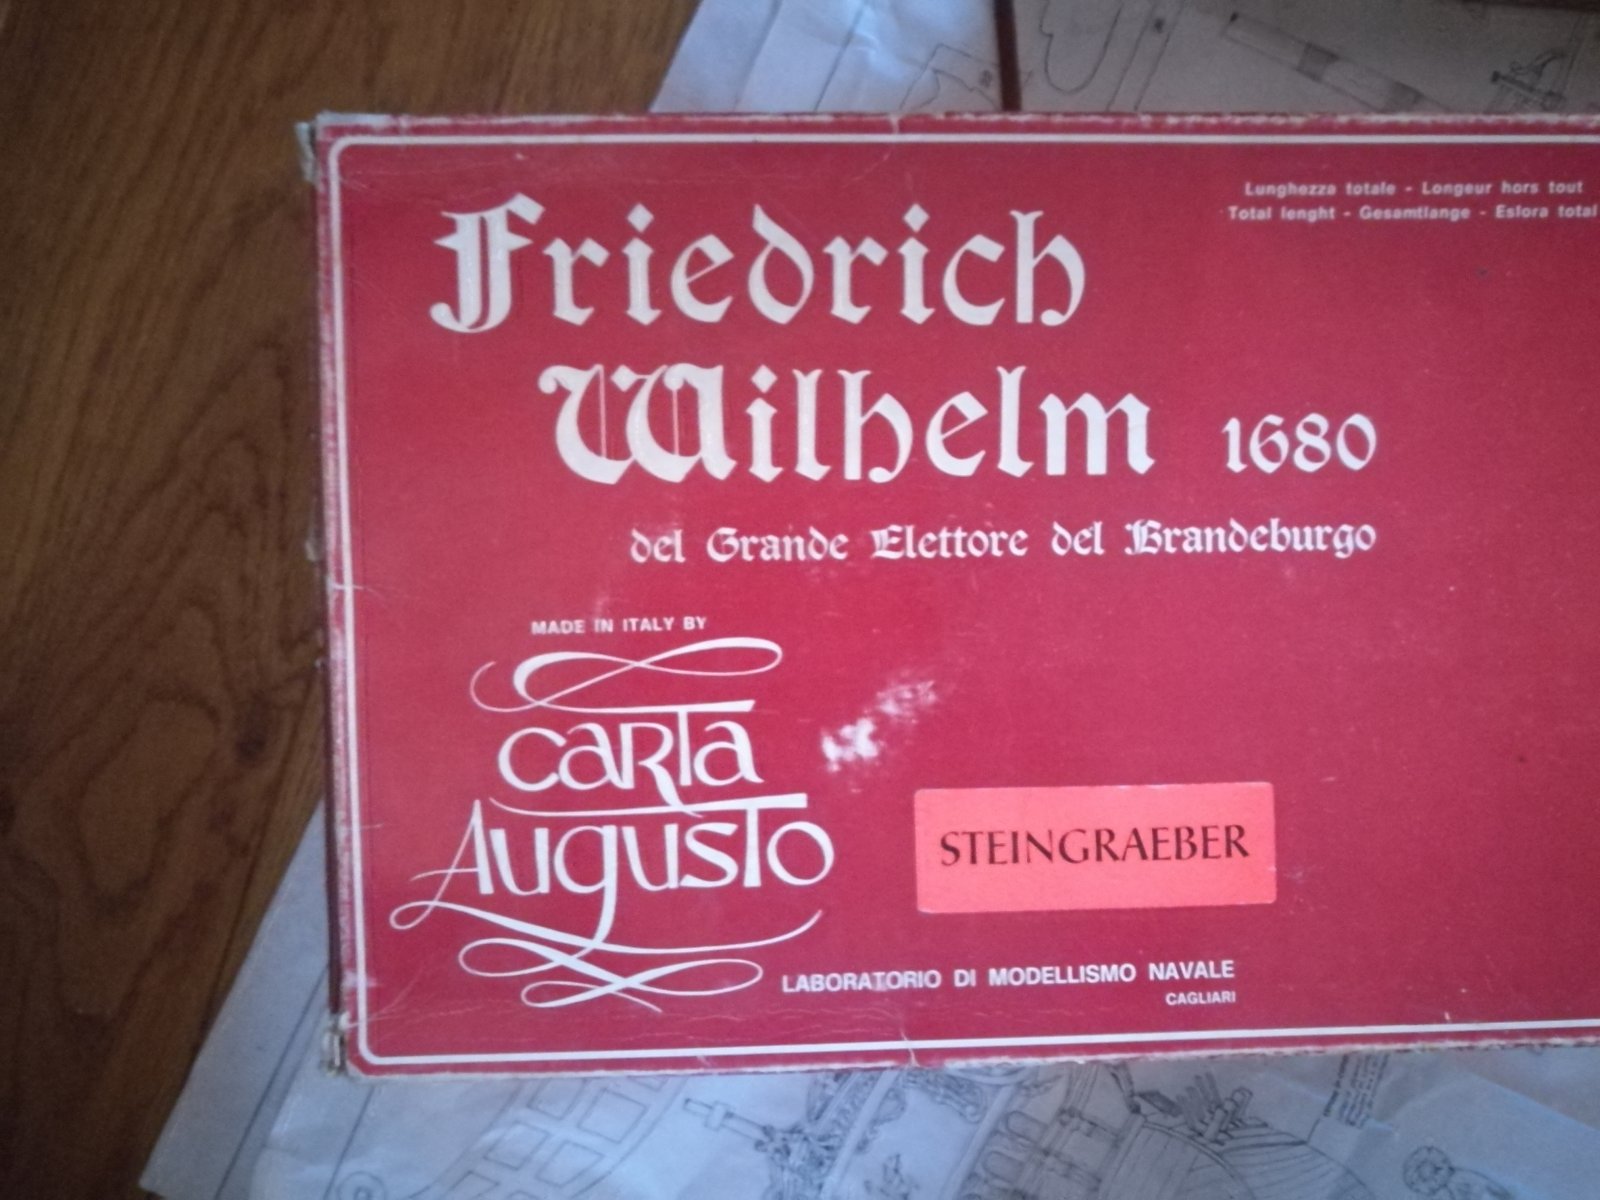 Lunghezza totale - Longeur hors tout
Total lenght - Gesamtlange - Eslora total
Friedrich
Wilhelm 1680
del Grande Elettore del Brandeburgo
MADE IN ITALY BY
CARTA
AUGUSTO
STEINGRAEBER
LABORATORIO DI MODELLISMO NAVALE
CAGLIARI